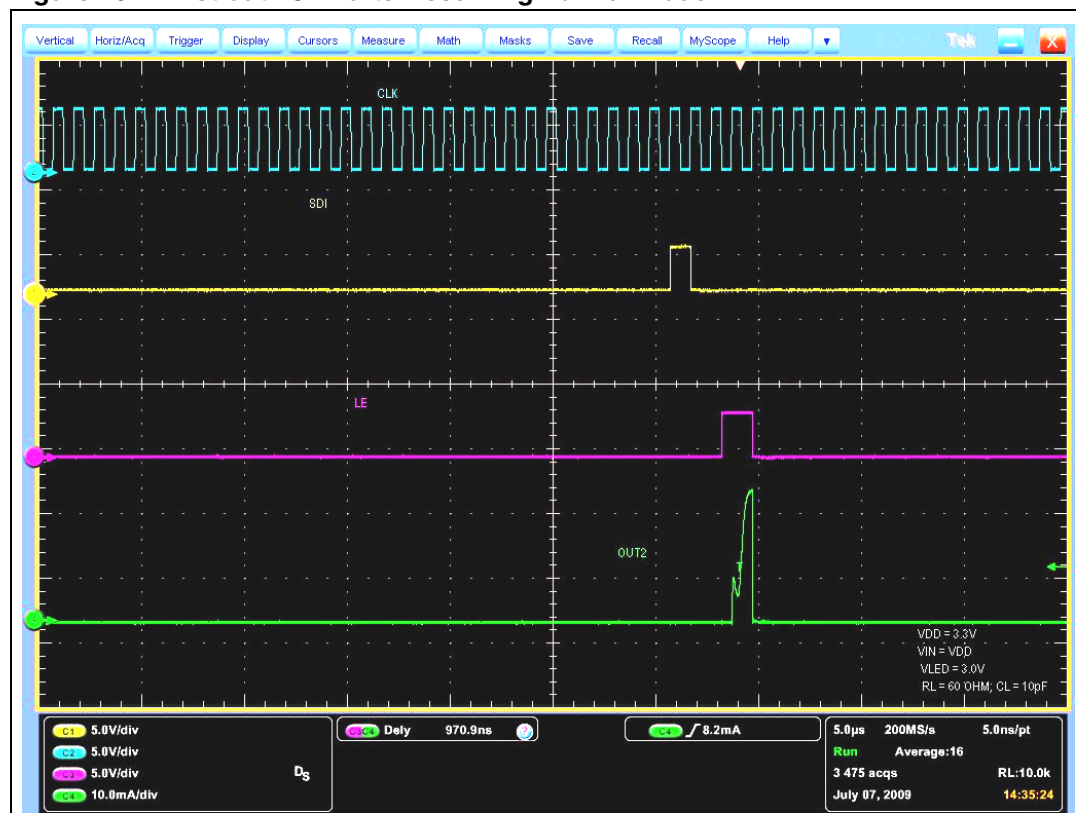 Vertical Horiz/Acq Trigger Display Cursors Measure Math Masks Save Recall MyScope Help Tek X
CLK
SDI
LE
OUT2
VDD = 3.3V
VIN = VDD
VLED = 3.0V
RL = 60 OHM; CL = 10pF
C1 5.0V/div
C2 5.0V/div
C3 5.0V/div
Ds
C4 10.0mA/div
C3 C4 Dely 970.9ns ?
C4 8.2mA
5.0µs 200MS/s 5.0ns/pt
Run Average:16
3 475 acqs RL:10.0k
July 07, 2009 14:35:24